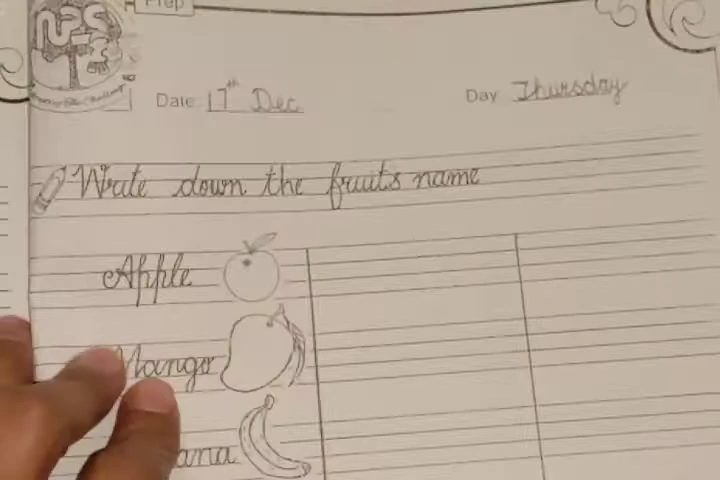 Prep
Date 17th Dec Day Thursday
Write down the fruits name
Apple
Mango